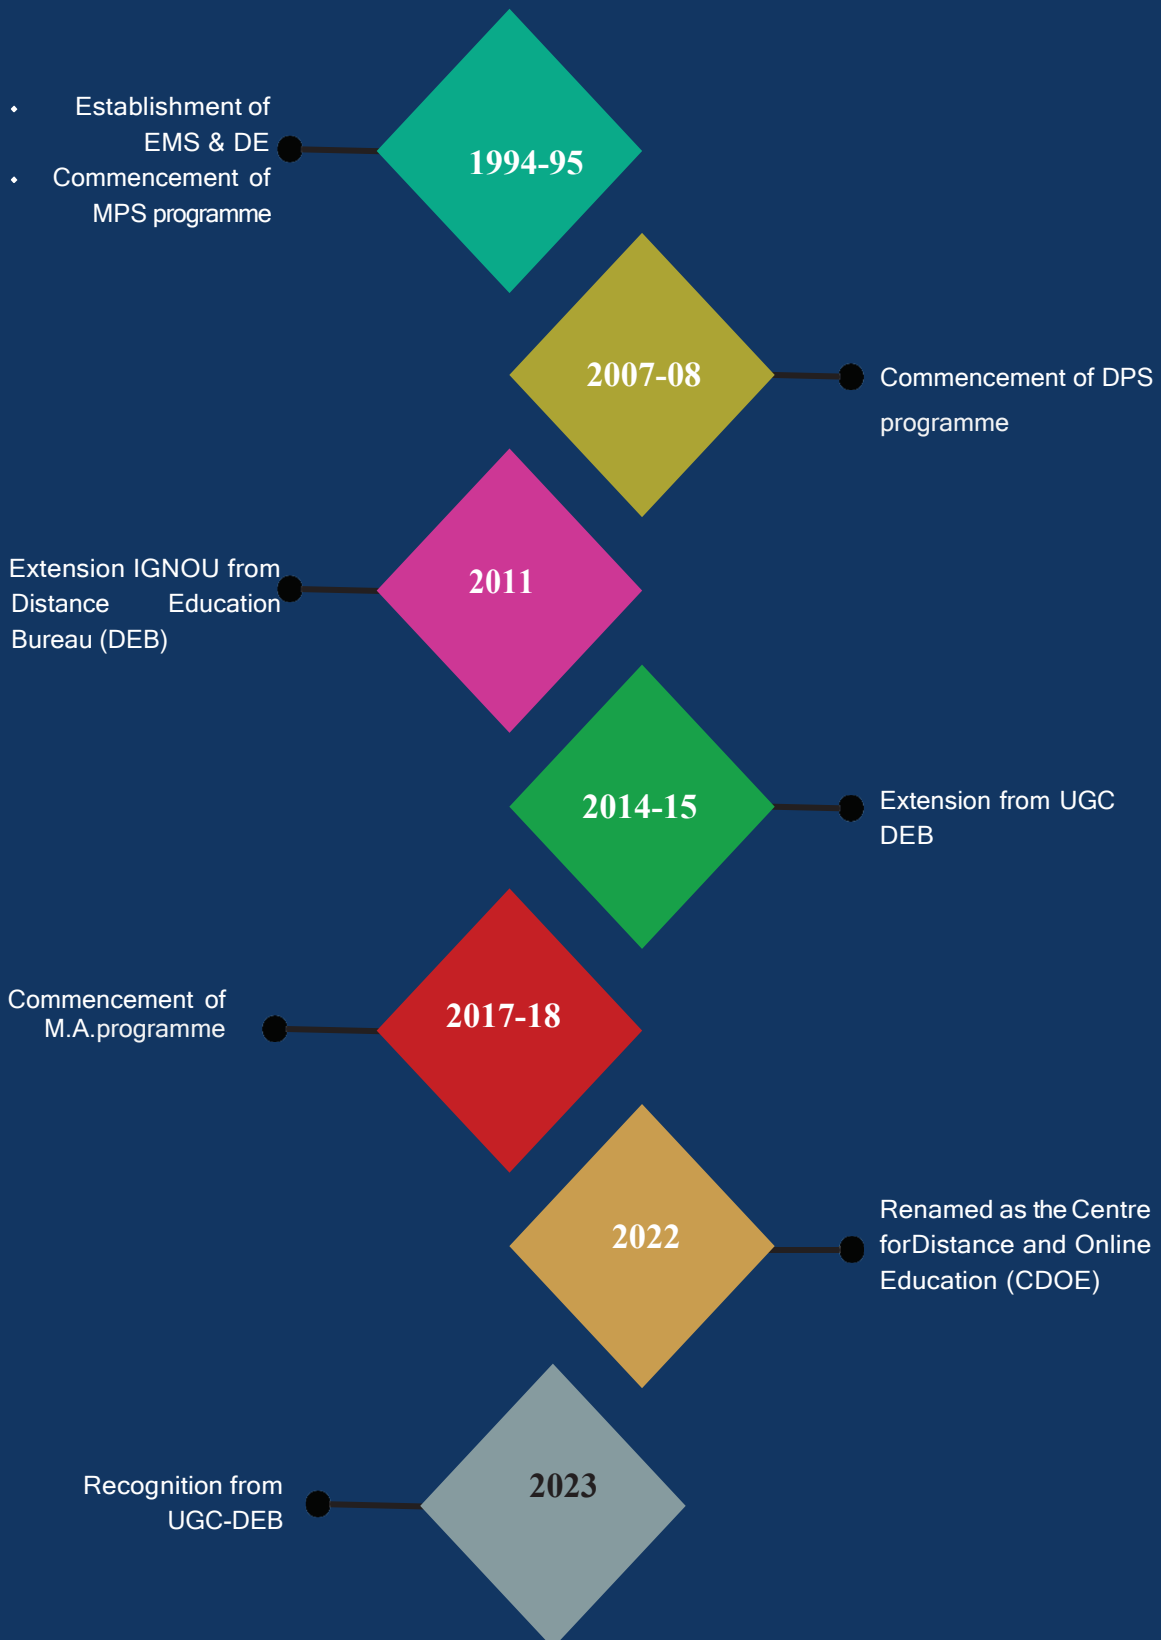 • Establishment of
EMS & DE
• Commencement of
MPS programme
1994-95
2007-08
Commencement of DPS
programme
Extension IGNOU from
Distance Education
Bureau (DEB)
2011
2014-15
Extension from UGC
DEB
Commencement of
M.A.programme
2017-18
2022
Renamed as the Centre
forDistance and Online
Education (CDOE)
Recognition from
UGC-DEB
2023